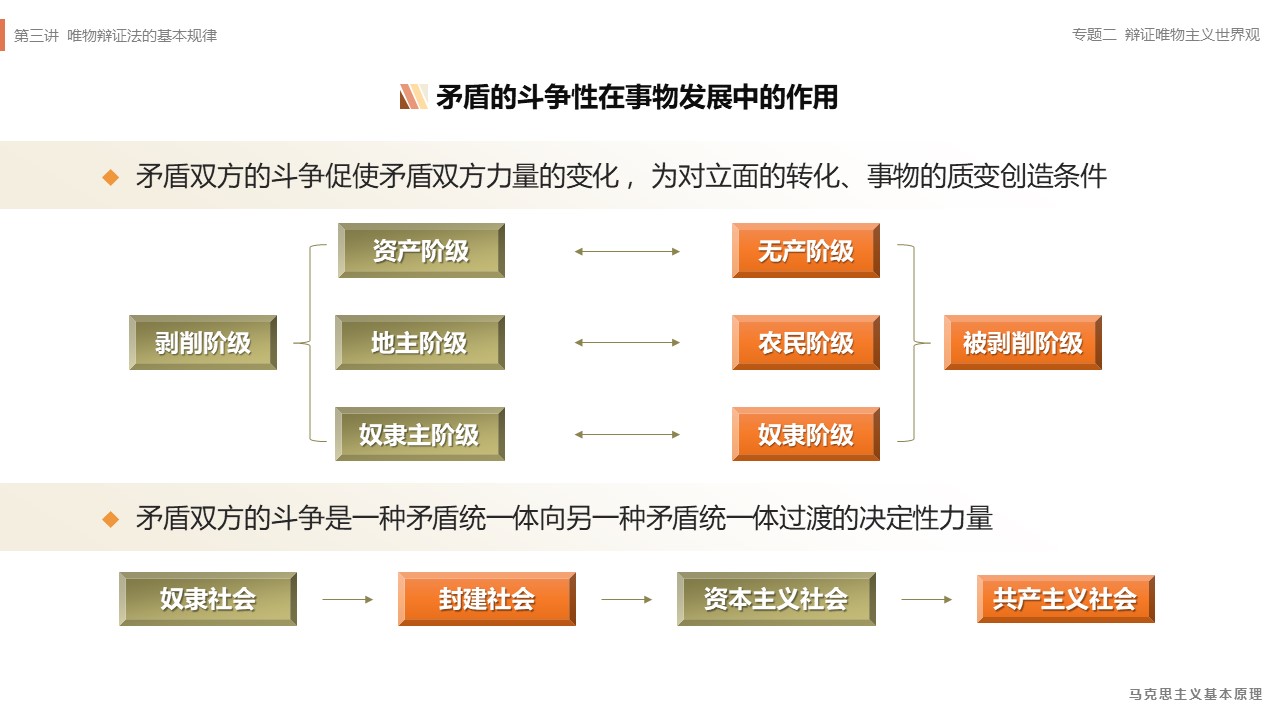 第三讲 唯物辩证法的基本规律
专题二 辩证唯物主义世界观
矛盾的斗争性在事物发展中的作用
矛盾双方的斗争促使矛盾双方力量的变化，为对立面的转化、事物的质变创造条件
资产阶级
无产阶级
剥削阶级
地主阶级
农民阶级
被剥削阶级
奴隶主阶级
奴隶阶级
矛盾双方的斗争是一种矛盾统一体向另一种矛盾统一体过渡的决定性力量
奴隶社会
封建社会
资本主义社会
共产主义社会
马克思主义基本原理